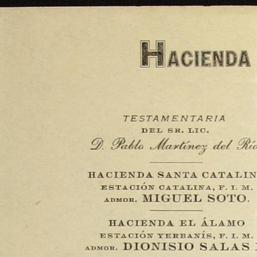 HACIENDA
TESTAMENTARIA
DEL SR. LIC.
D. Pablo Martínez del Río
HACIENDA SANTA CATALIN
ESTACIÓN CATALINA, F. I. M.
ADMOR. MIGUEL SOTO.
HACIENDA EL ÁLAMO
ESTACIÓN YERBANÍS, F. I. M.
ADMOR. DIONISIO SALAS